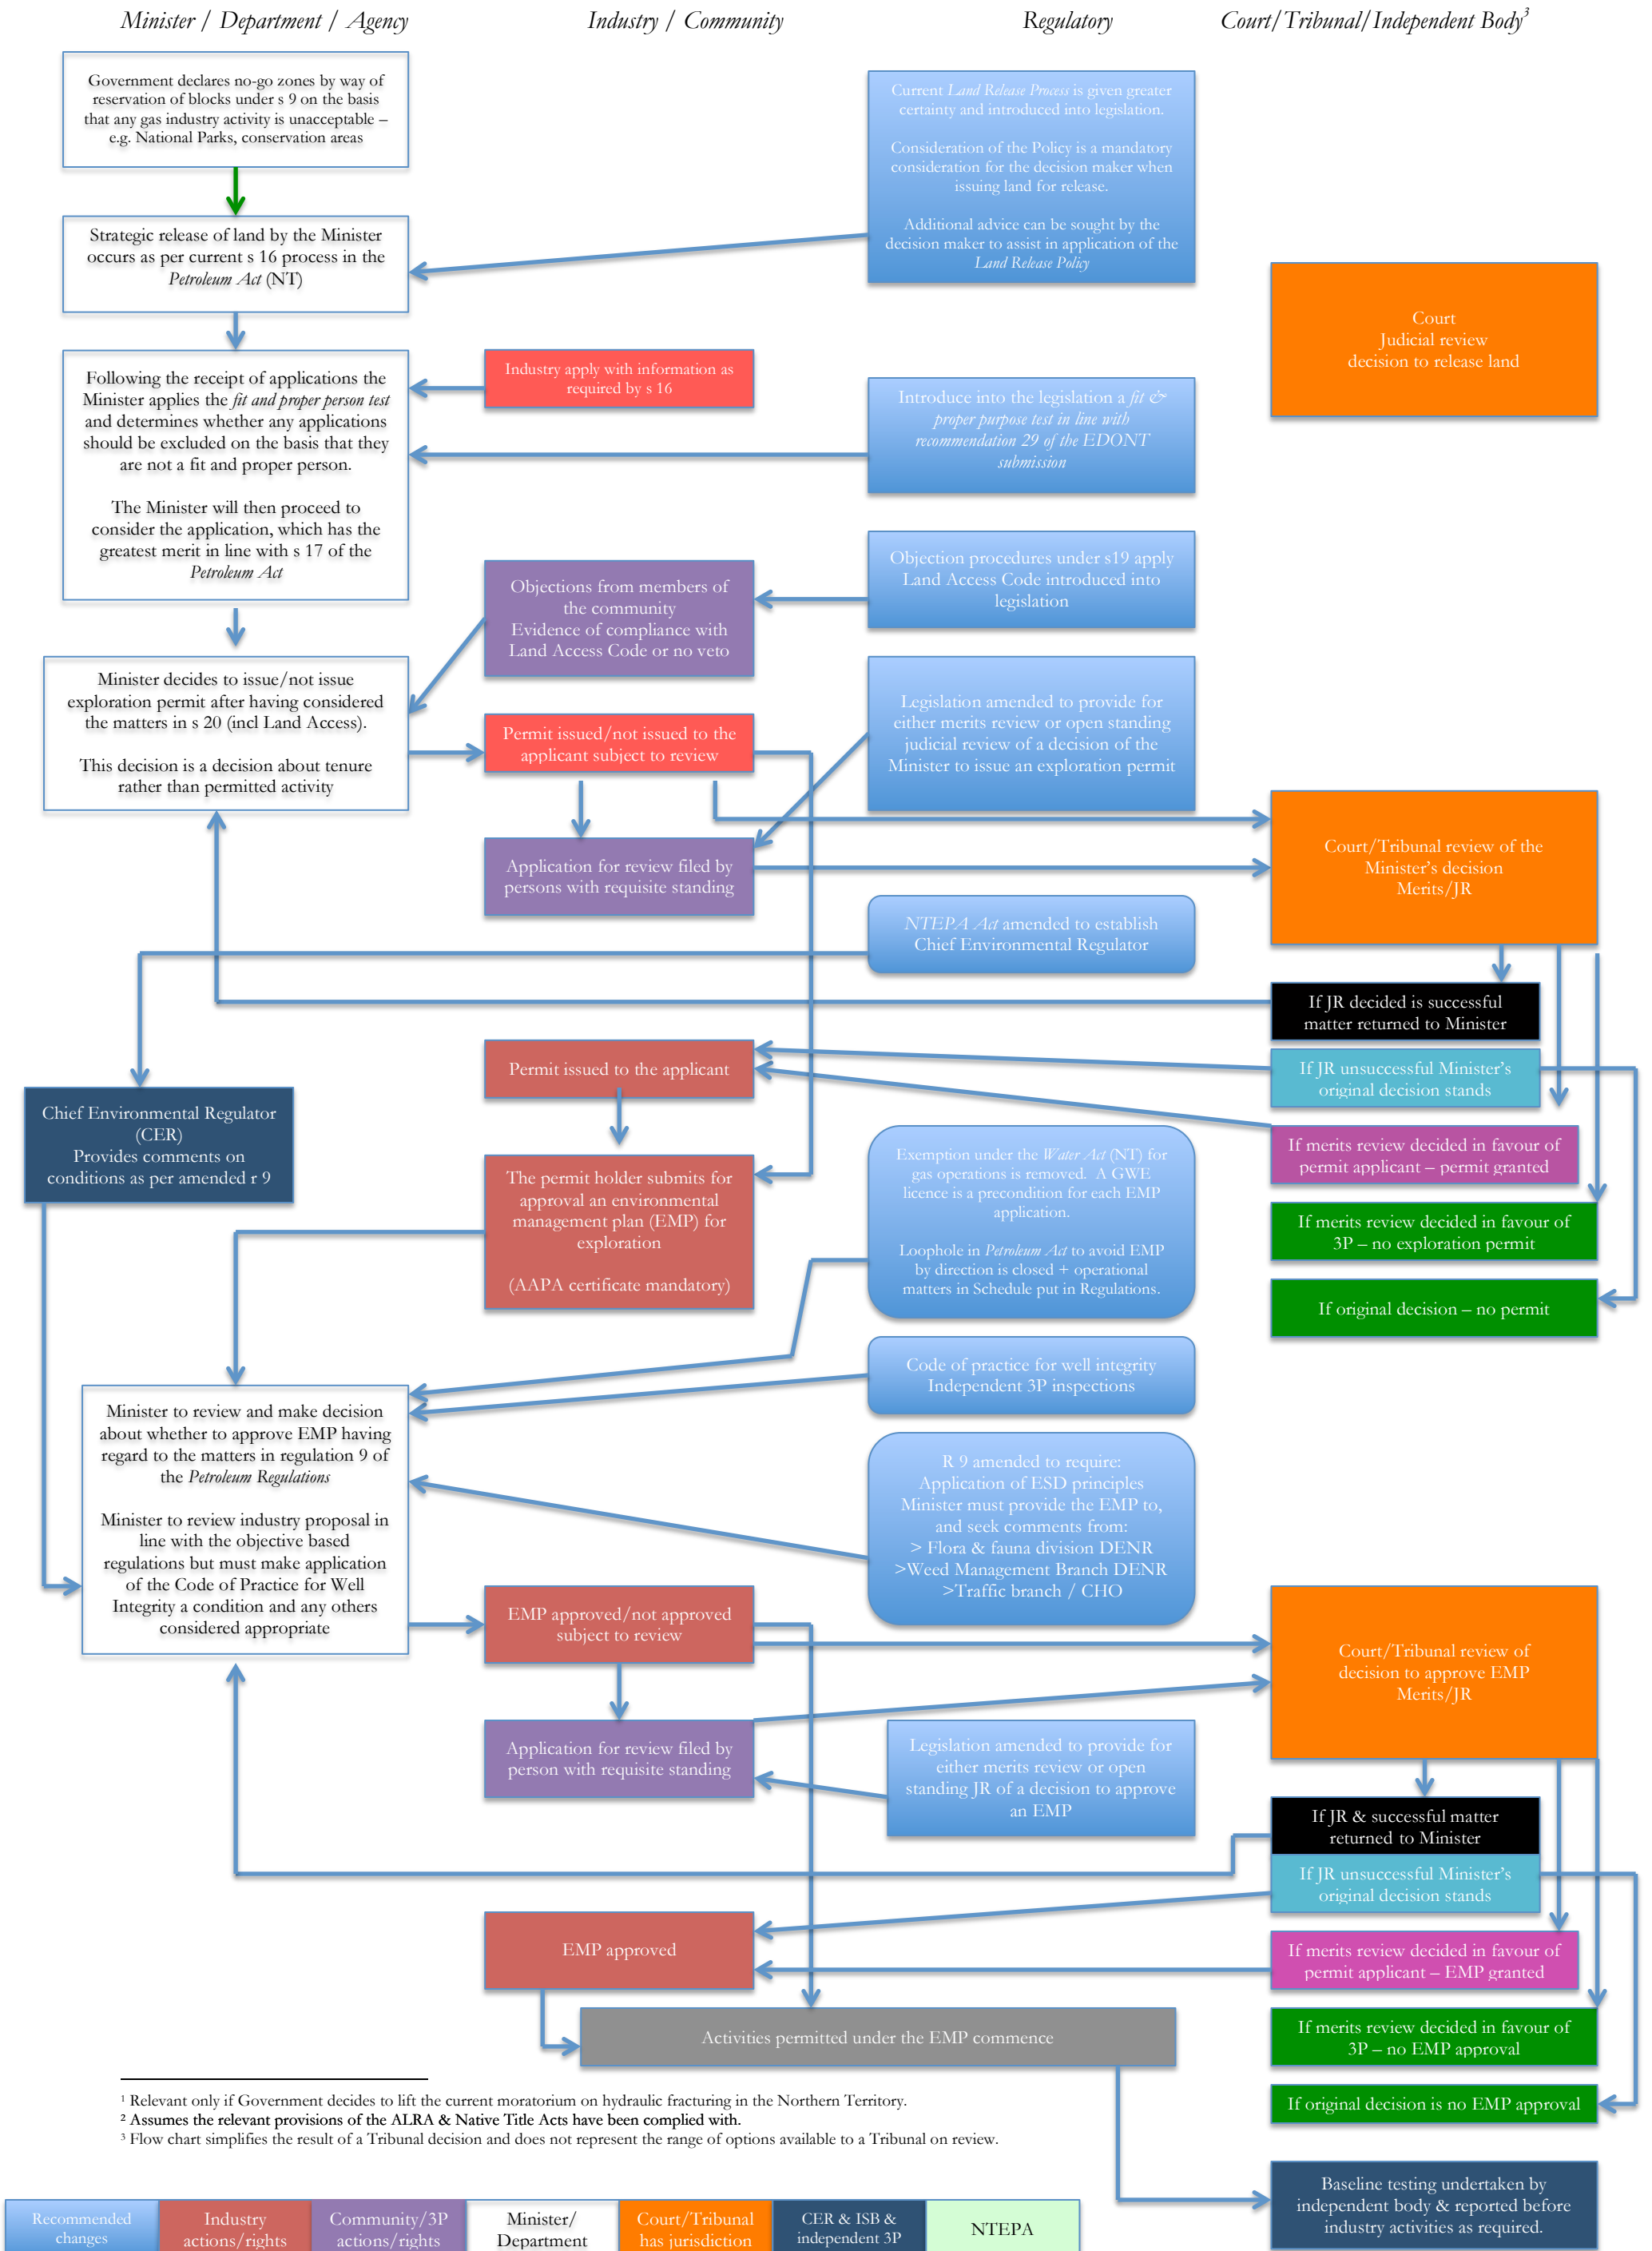 Minister / Department / Agency
Industry / Community
Regulatory
Court/Tribunal/Independent Body3
Government declares no-go zones by way of
reservation of blocks under s 9 on the basis
that any gas industry activity is unacceptable –
e.g. National Parks, conservation areas
Current Land Release Process is given greater
certainty and introduced into legislation.
Consideration of the Policy is a mandatory
consideration for the decision maker when
issuing land for release.
Additional advice can be sought by the
decision maker to assist in application of the
Land Release Policy
Strategic release of land by the Minister
occurs as per current s 16 process in the
Petroleum Act (NT)
Court
Judicial review
decision to release land
Following the receipt of applications the
Minister applies the fit and proper person test
and determines whether any applications
should be excluded on the basis that they
are not a fit and proper person.
The Minister will then proceed to
consider the application, which has the
greatest merit in line with s 17 of the
Petroleum Act
Industry apply with information as
required by s 16
Introduce into the legislation a fit &
proper purpose test in line with
recommendation 29 of the EDONT
submission
Objections from members of
the community
Evidence of compliance with
Land Access Code or no veto
Objection procedures under s19 apply
Land Access Code introduced into
legislation
Minister decides to issue/not issue
exploration permit after having considered
the matters in s 20 (incl Land Access).
This decision is a decision about tenure
rather than permitted activity
Permit issued/not issued to the
applicant subject to review
Legislation amended to provide for
either merits review or open standing
judicial review of a decision of the
Minister to issue an exploration permit
Application for review filed by
persons with requisite standing
Court/Tribunal review of the
Minister's decision
Merits/JR
NTEPA Act amended to establish
Chief Environmental Regulator
If JR decided is successful
matter returned to Minister
Permit issued to the applicant
If JR unsuccessful Minister's
original decision stands
Chief Environmental Regulator
(CER)
Provides comments on
conditions as per amended r 9
If merits review decided in favour of
permit applicant – permit granted
The permit holder submits for
approval an environmental
management plan (EMP) for
exploration
(AAPA certificate mandatory)
Exemption under the Water Act (NT) for
gas operations is removed. A GWE
licence is a precondition for each EMP
application.
Loophole in Petroleum Act to avoid EMP
by direction is closed + operational
matters in Schedule put in Regulations.
If merits review decided in favour of
3P – no exploration permit
If original decision – no permit
Code of practice for well integrity
Independent 3P inspections
Minister to review and make decision
about whether to approve EMP having
regard to the matters in regulation 9 of
the Petroleum Regulations
Minister to review industry proposal in
line with the objective based
regulations but must make application
of the Code of Practice for Well
Integrity a condition and any others
considered appropriate
R 9 amended to require:
Application of ESD principles
Minister must provide the EMP to,
and seek comments from:
> Flora & fauna division DENR
>Weed Management Branch DENR
>Traffic branch / CHO
EMP approved/not approved
subject to review
Court/Tribunal review of
decision to approve EMP
Merits/JR
Application for review filed by
person with requisite standing
Legislation amended to provide for
either merits review or open
standing JR of a decision to approve
an EMP
If JR & successful matter
returned to Minister
If JR unsuccessful Minister's
original decision stands
EMP approved
If merits review decided in favour of
permit applicant – EMP granted
Activities permitted under the EMP commence
If merits review decided in favour of
3P – no EMP approval
If original decision is no EMP approval
1 Relevant only if Government decides to lift the current moratorium on hydraulic fracturing in the Northern Territory.
2 Assumes the relevant provisions of the ALRA & Native Title Acts have been complied with.
3 Flow chart simplifies the result of a Tribunal decision and does not represent the range of options available to a Tribunal on review.
Baseline testing undertaken by
independent body & reported before
industry activities as required.
Recommended
changes
Industry
actions/rights
Community/3P
actions/rights
Minister/
Department
Court/Tribunal
has jurisdiction
CER & ISB &
independent 3P
NTEPA